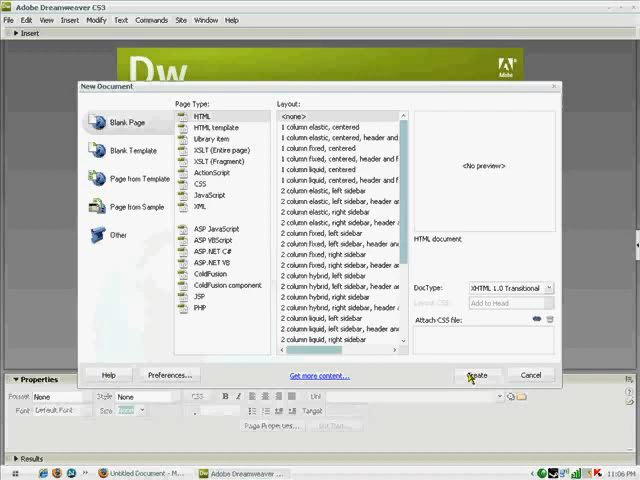 Adobe Dreamweaver CS3
File Edit View Insert Modify Text Commands Site Window Help
Insert
Dw
Adobe
New Document
Blank Page
Blank Template
Page from Template
Page from Sample
Other
Page Type:
HTML
HTML template
Library item
XSLT (Entire page)
XSLT (Fragment)
ActionScript
CSS
JavaScript
XML
ASP JavaScript
ASP VBScript
ASP.NET C#
ASP.NET VB
ColdFusion
ColdFusion component
JSP
PHP
Layout:
<none>
1 column elastic, centered
1 column elastic, centered, header and
1 column fixed, centered
1 column fixed, centered, header and f
1 column liquid, centered
1 column liquid, centered, header and f
2 column elastic, left sidebar
2 column elastic, left sidebar, header a
2 column elastic, right sidebar
2 column elastic, right sidebar, header
2 column fixed, left sidebar
2 column fixed, left sidebar, header an
2 column fixed, right sidebar
2 column fixed, right sidebar, header a
2 column hybrid, left sidebar
2 column hybrid, left sidebar, header a
2 column hybrid, right sidebar
2 column hybrid, right sidebar, header
2 column liquid, left sidebar
2 column liquid, left sidebar, header an
2 column liquid, right sidebar
<No preview>
HTML document
DocType:
XHTML 1.0 Transitional
Layout CSS:
Add to Head
Attach CSS file:
Help
Preferences...
Get more content...
Create
Cancel
Properties
Format None Style None CSS B I Link
Font Default Font Size None Target
Page Properties...
List Item...
Results
Untitled Document - M...
Adobe Dreamweaver C...
11:06 PM